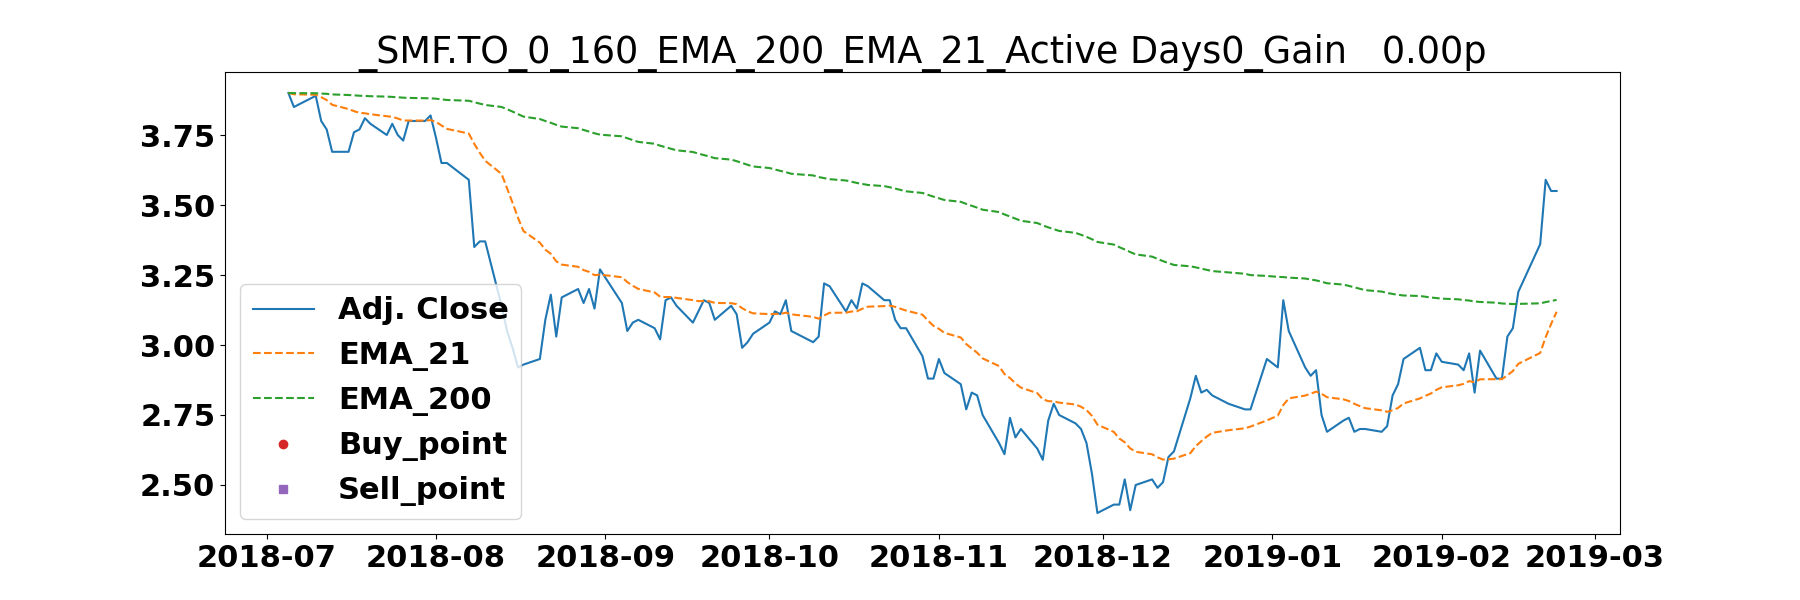 _SMF.TO_0_160_EMA_200_EMA_21_Active Days0_Gain   0.00p
3.75
3.50
3.25
3.00
2.75
2.50
Adj. Close
EMA_21
EMA_200
Buy_point
Sell_point
2018-07 2018-08 2018-09 2018-10 2018-11 2018-12 2019-01 2019-02 2019-03